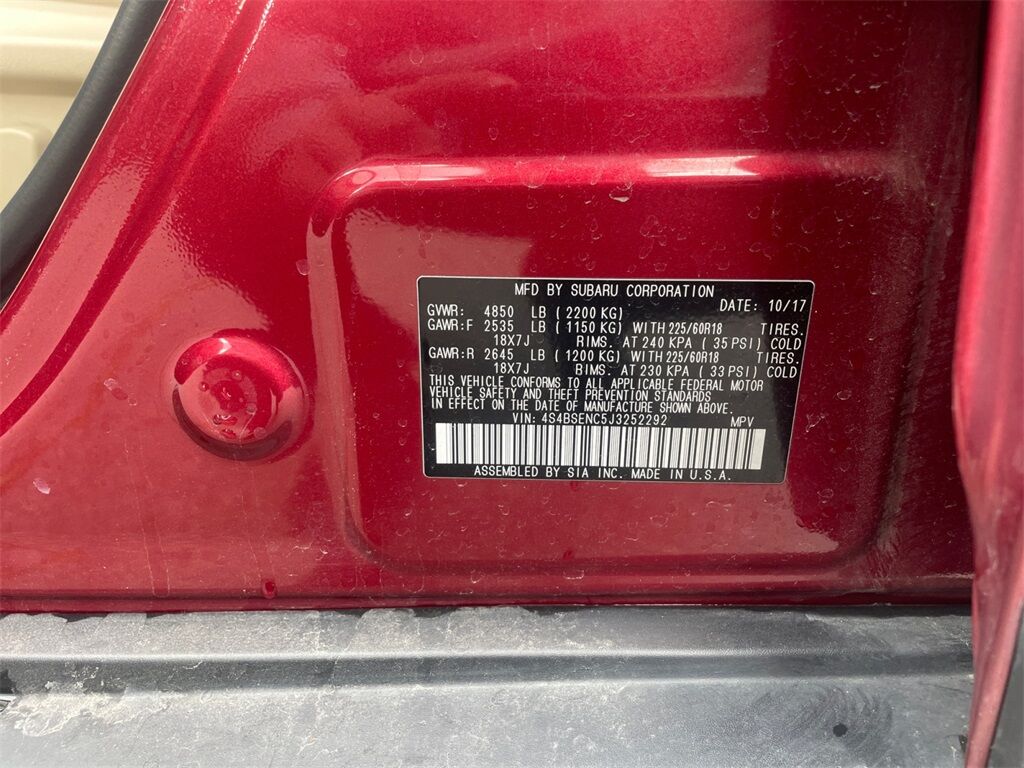 MFD BY SUBARU CORPORATION
DATE: 10/17
GVWR: 4850 LB (2200 KG)
GAWR:F 2535 LB (1150 KG) WITH 225/60R18 TIRES.
18X7J RIMS. AT 240 KPA (35 PSI) COLD
GAWR:R 2645 LB (1200 KG) WITH 225/60R18 TIRES.
18X7J RIMS. AT 230 KPA (33 PSI) COLD
THIS VEHICLE CONFORMS TO ALL APPLICABLE FEDERAL MOTOR
VEHICLE SAFETY AND THEFT PREVENTION STANDARDS
IN EFFECT ON THE DATE OF MANUFACTURE SHOWN ABOVE.
VIN: 4S4BSENC5J3252292 MPV
ASSEMBLED BY SIA INC. MADE IN U.S.A.